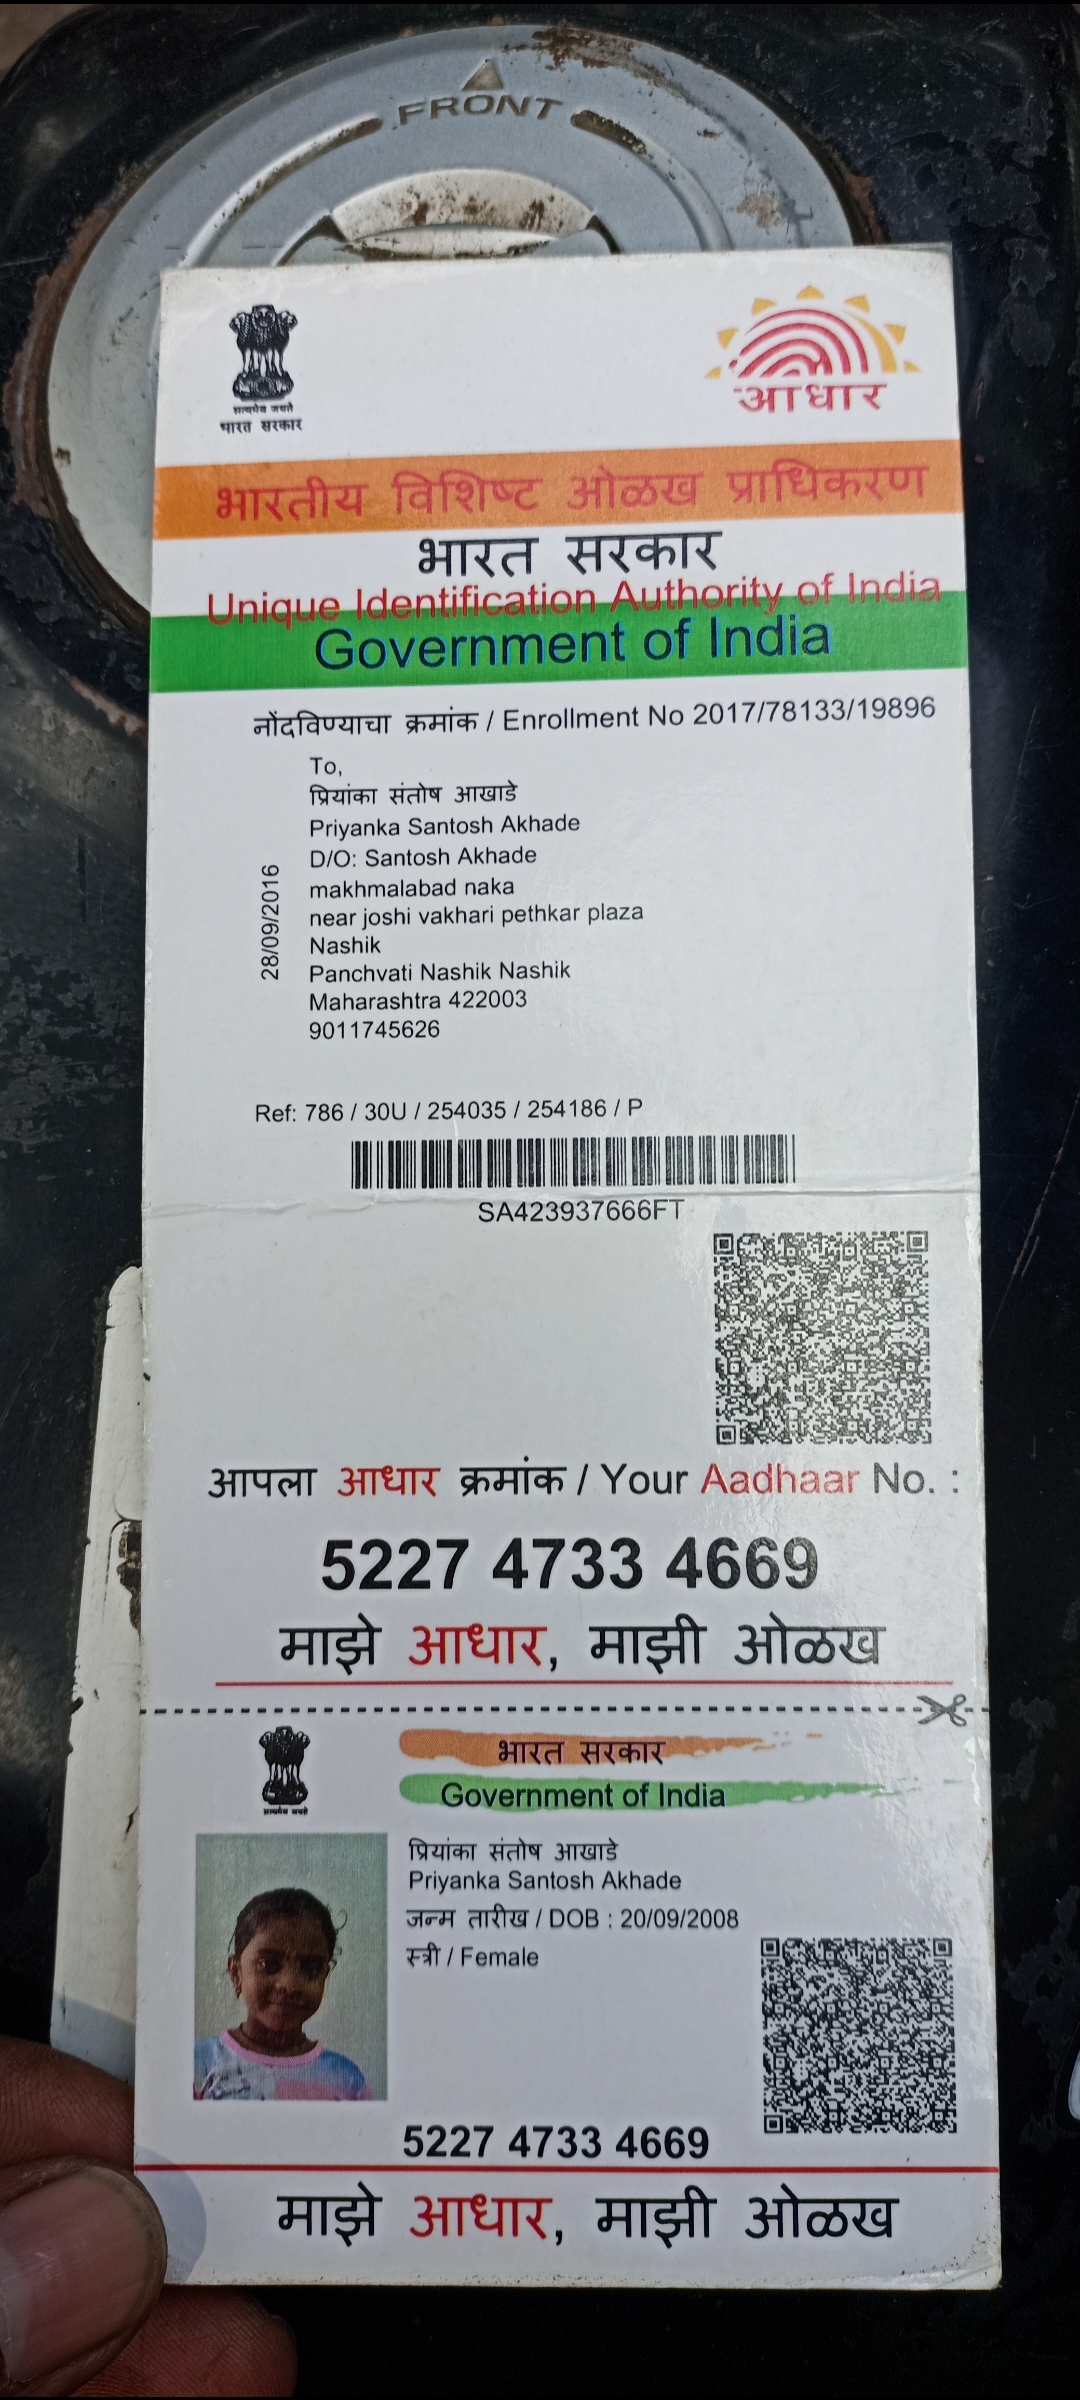 FRONT
सत्यमेव जयते
भारत सरकार
आधार
भारतीय विशिष्ट ओळख प्राधिकरण
भारत सरकार
Unique Identification Authority of India
Government of India
नोंदविण्याचा क्रमांक / Enrollment No 2017/78133/19896
To,
प्रियांका संतोष आखाडे
Priyanka Santosh Akhade
D/O: Santosh Akhade
makhmalabad naka
near joshi vakhari pethkar plaza
Nashik
Panchvati Nashik Nashik
Maharashtra 422003
9011745626
28/09/2016
Ref: 786 / 30U / 254035 / 254186 / P
SA423937666FT
आपला आधार क्रमांक / Your Aadhaar No. :
5227 4733 4669
माझे आधार, माझी ओळख
भारत सरकार
Government of India
सत्यमेव जयते
प्रियांका संतोष आखाडे
Priyanka Santosh Akhade
जन्म तारीख / DOB : 20/09/2008
स्त्री / Female
5227 4733 4669
माझे आधार, माझी ओळख